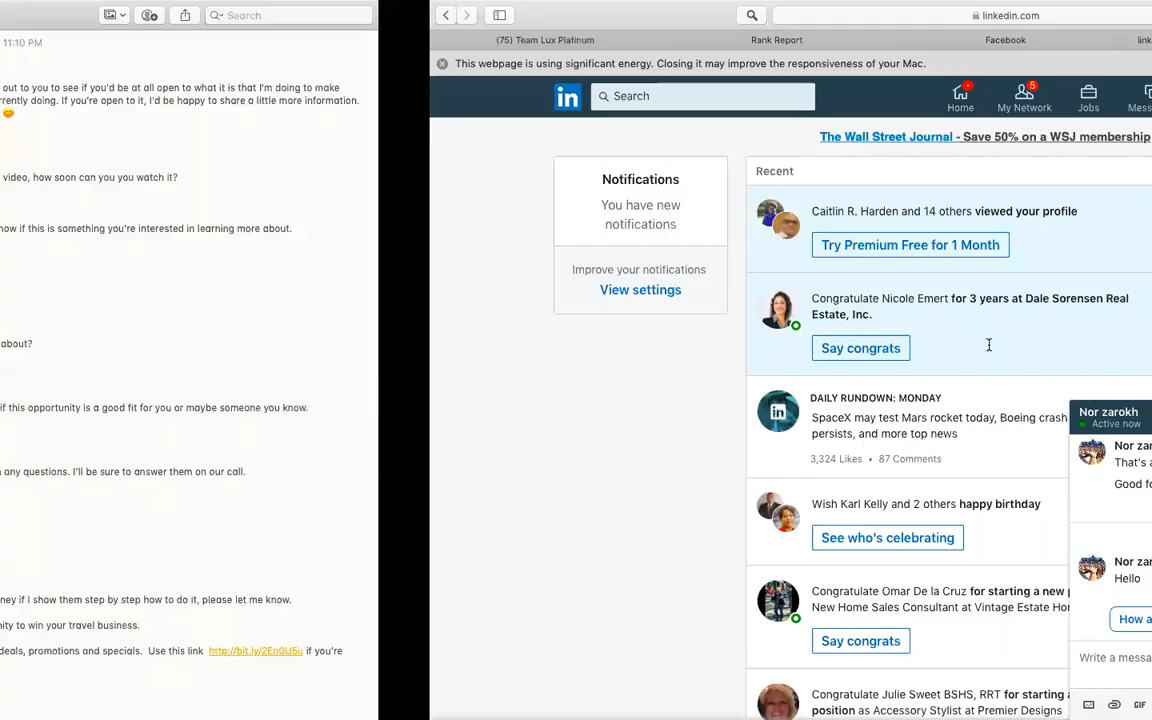 Search
11:10 PM
out to you to see if you'd be at all open to what it is that I'm doing to make
rrently doing. If you're open to it, I'd be happy to share a little more information.
video, how soon can you you watch it?
now if this is something you're interested in learning more about.
about?
if this opportunity is a good fit for you or maybe someone you know.
any questions. I'll be sure to answer them on our call.
ney if I show them step by step how to do it, please let me know.
nity to win your travel business.
deals, promotions and specials. Use this link http://bit.ly/2En0U5u if you're
linkedin.com
(75) Team Lux Platinum
Rank Report
Facebook
link
This webpage is using significant energy. Closing it may improve the responsiveness of your Mac.
in
Search
Home
5
My Network
Jobs
Mess
The Wall Street Journal - Save 50% on a WSJ membership
Notifications
You have new
notifications
Improve your notifications
View settings
Recent
Caitlin R. Harden and 14 others viewed your profile
Try Premium Free for 1 Month
Congratulate Nicole Emert for 3 years at Dale Sorensen Real
Estate, Inc.
Say congrats
in
DAILY RUNDOWN: MONDAY
SpaceX may test Mars rocket today, Boeing crash
persists, and more top news
3,324 Likes • 87 Comments
Wish Karl Kelly and 2 others happy birthday
See who's celebrating
Congratulate Omar De la Cruz for starting a new p
New Home Sales Consultant at Vintage Estate Hom
Say congrats
Congratulate Julie Sweet BSHS, RRT for starting a
position as Accessory Stylist at Premier Designs
Nor zarokh
Active now
Nor za
That's a
Good fo
Nor zar
Hello
How a
Write a messa
GIF